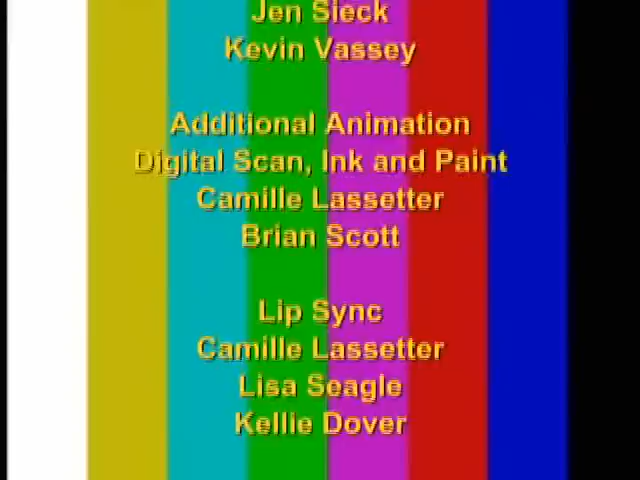 Jen Sieck
Kevin Vassey
Additional Animation
Digital Scan, Ink and Paint
Camille Lassetter
Brian Scott
Lip Sync
Camille Lassetter
Lisa Seagle
Kellie Dover